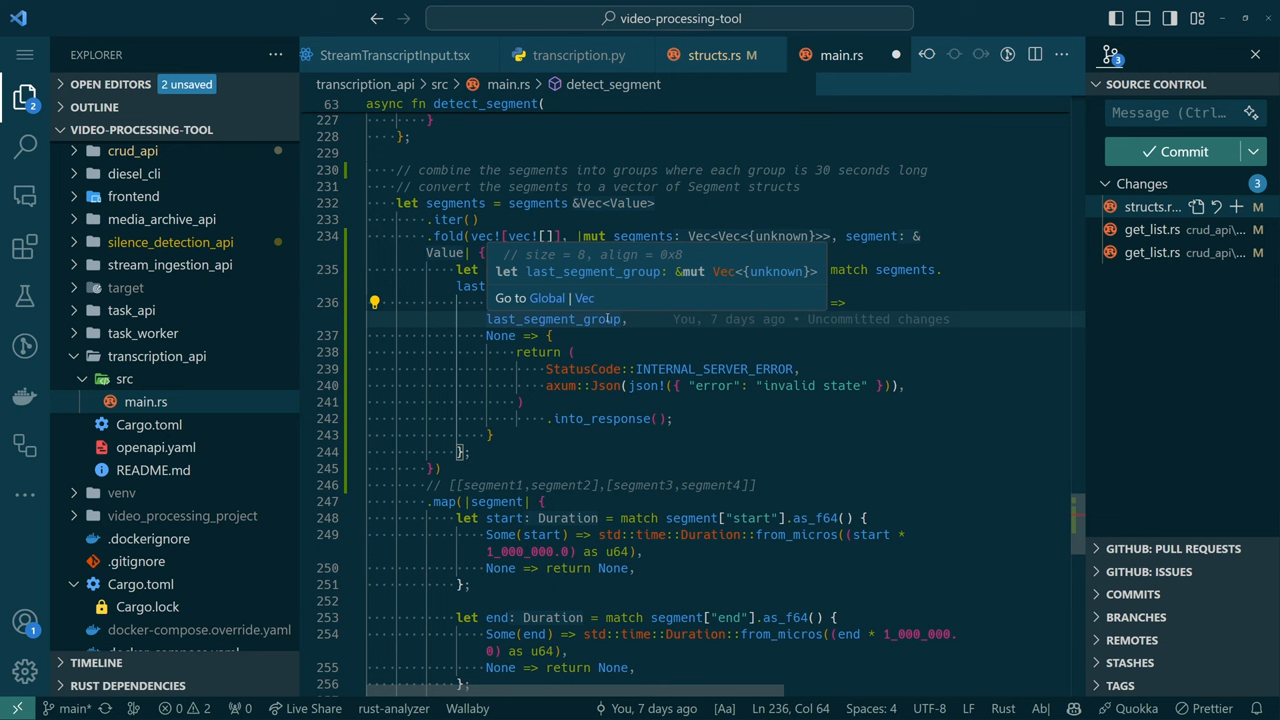 video-processing-tool
EXPLORER
StreamTranscriptInput.tsx
transcription.py
structs.rs M
main.rs
3
OPEN EDITORS 2 unsaved
OUTLINE
VIDEO-PROCESSING-TOOL
crud_api
diesel_cli
frontend
media_archive_api
silence_detection_api
stream_ingestion_api
target
task_api
task_worker
transcription_api
src
main.rs
Cargo.toml
openapi.yaml
README.md
venv
video_processing_project
.dockerignore
.gitignore
Cargo.toml
Cargo.lock
docker-compose.override.yaml
TIMELINE
RUST DEPENDENCIES
2
1
transcription_api > src > main.rs > detect_segment
63 async fn detect_segment(
227 }
228 };
229
230 // combine the segments into groups where each group is 30 seconds long
231 // convert the segments to a vector of Segment structs
232 let segments = segments &Vec<Value>
233 .iter()
234 .fold(vec![vec![]], |mut segments: Vec<Vec<{unknown}>>, segment: &
Value| {
// size = 8, align = 0x8
235 let
match segments.
let last_segment_group: &mut Vec<{unknown}>
last
Go to Global | Vec
236 =>
last_segment_group, You, 7 days ago • Uncommitted changes
237 None => {
238 return (
239 StatusCode::INTERNAL_SERVER_ERROR,
240 axum::Json(json!({ "error": "invalid state" })),
241 )
242 .into_response();
243 }
244 };
245 })
246 // [[segment1,segment2],[segment3,segment4]]
247 .map(|segment| {
248 let start: Duration = match segment["start"].as_f64() {
249 Some(start) => std::time::Duration::from_micros((start *
1_000_000.0) as u64),
250 None => return None,
251 };
252
253 let end: Duration = match segment["end"].as_f64() {
254 Some(end) => std::time::Duration::from_micros((end * 1_000_000.
0) as u64),
255 None => return None,
256 };
SOURCE CONTROL
Message (Ctrl...
Commit
Changes 3
structs.r... M
get_list.rs crud_api\... M
get_list.rs crud_api\... M
GITHUB: PULL REQUESTS
GITHUB: ISSUES
COMMITS
BRANCHES
REMOTES
STASHES
TAGS
main* 0 2 0 Live Share rust-analyzer Wallaby You, 7 days ago [Aa] Ln 236, Col 64 Spaces: 4 UTF-8 LF Rust Ab| Quokka Prettier